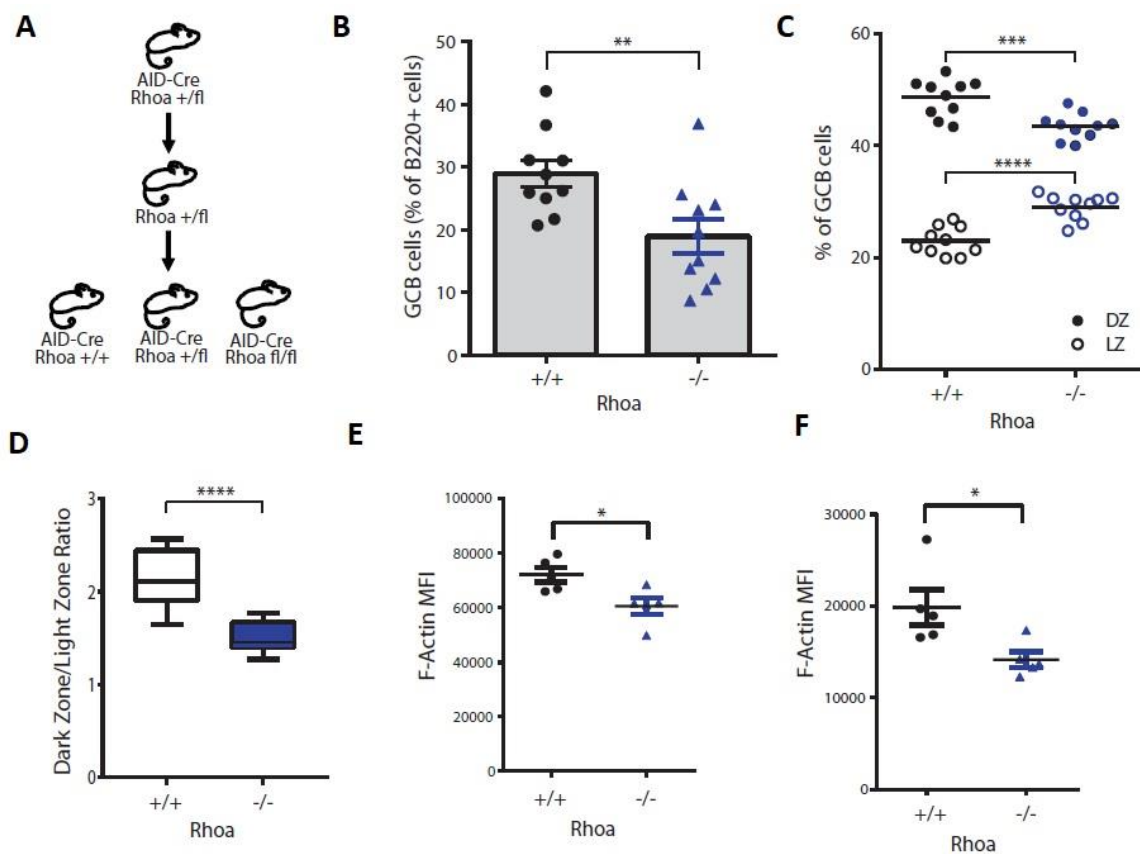 A
AID-Cre
Rhoa +/fl
Rhoa +/fl
AID-Cre
Rhoa +/+
AID-Cre
Rhoa +/fl
AID-Cre
Rhoa fl/fl
B
GCB cells (% of B220+ cells)
50
40
30
20
10
0
**
+/+
-/-
Rhoa
C
% of GCB cells
60
40
20
0
***
****
DZ
LZ
+/+
-/-
Rhoa
D
Dark Zone/Light Zone Ratio
3
2
1
0
****
+/+
-/-
Rhoa
E
F-Actin MFI
100000
80000
60000
40000
20000
0
*
+/+
-/-
Rhoa
F
F-Actin MFI
30000
20000
10000
0
*
+/+
-/-
Rhoa